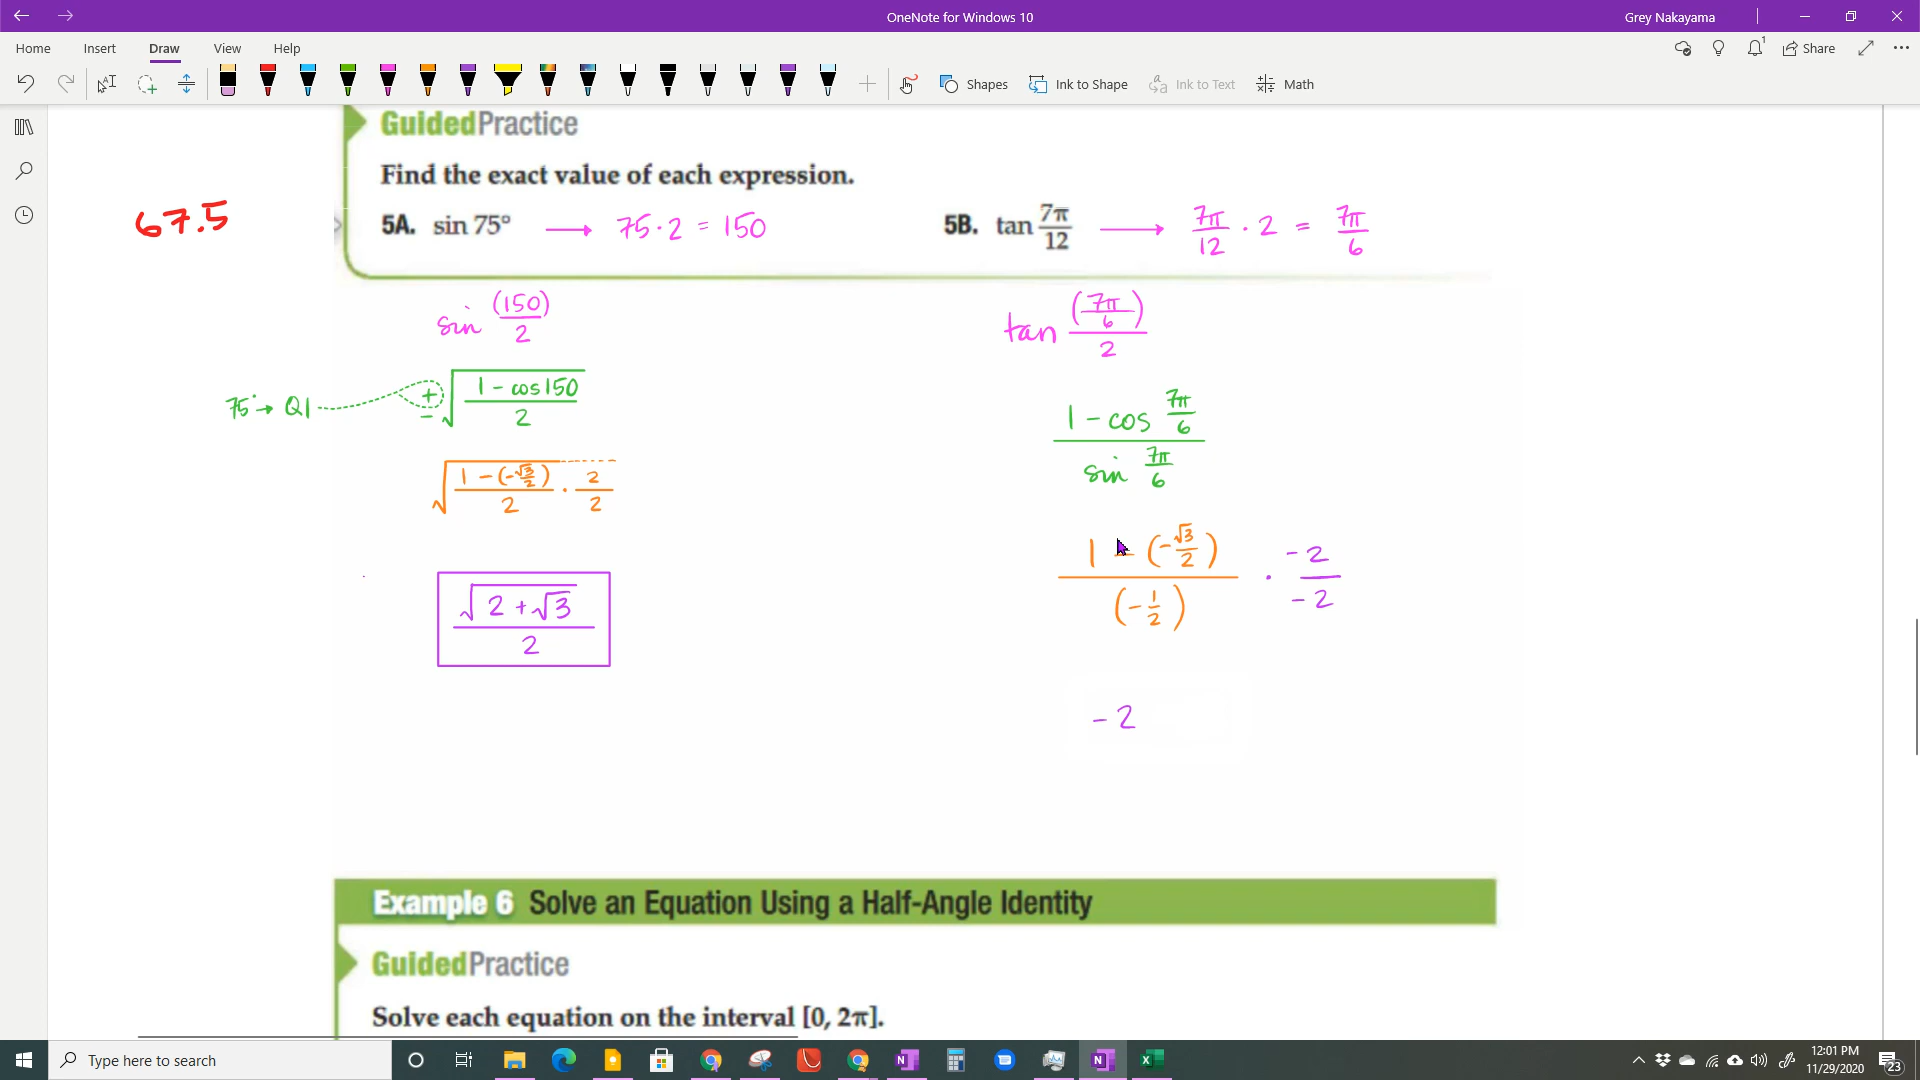 OneNote for Windows 10
Grey Nakayama
Home Insert Draw View Help
Share
Shapes Ink to Shape Ink to Text Math
GuidedPractice
Find the exact value of each expression.
67.5
5A. sin 75° → 75 · 2 = 150
5B. tan 7π/12 → 7π/12 · 2 = 7π/6
sin (150)/2
75° → Q1 ± √((1 - cos150)/2)
√((1 - (-√3/2))/2 · 2/2)
√(2 + √3)/2
tan (7π/6)/2
(1 - cos 7π/6)/(sin 7π/6)
(1 - (-√3/2))/(-1/2) · -2/-2
-2
Example 6 Solve an Equation Using a Half-Angle Identity
GuidedPractice
Solve each equation on the interval [0, 2π].
Type here to search
12:01 PM
11/29/2020
23